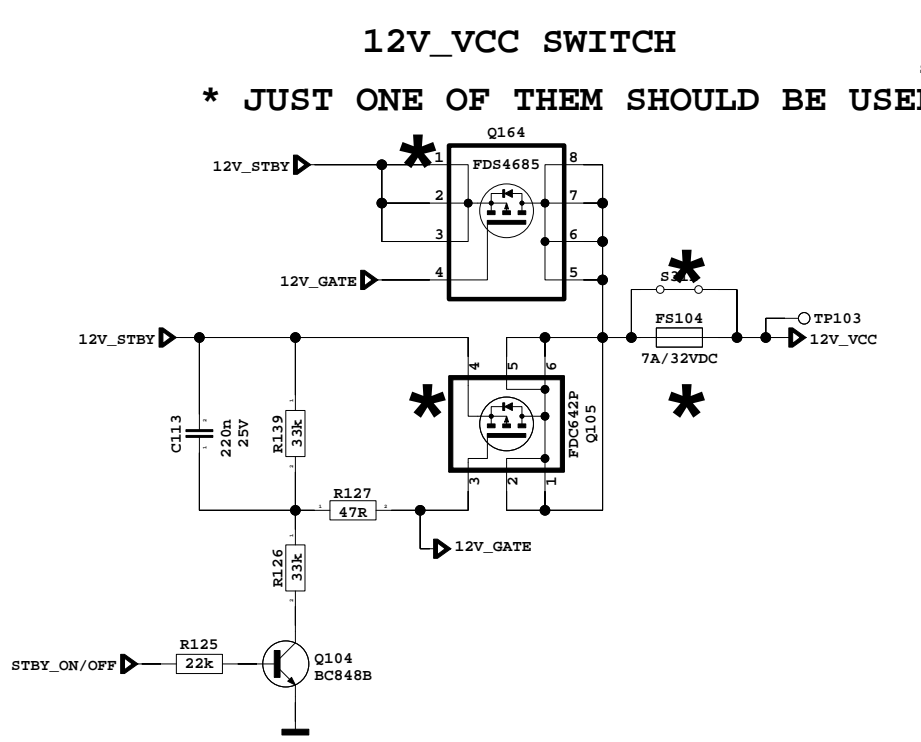 12V_VCC SWITCH
* JUST ONE OF THEM SHOULD BE
Q164
12V_STBY
1
FDS4685
8
2
7
3
6
12V_GATE
4
5
FS104
TP103
12V_STBY
12V_VCC
7A/32VDC
4
5
6
C113
220n
25V
R139
33k
FDC642P
Q105
3
2
1
R127
47R
12V_GATE
R126
33k
R125
STBY_ON/OFF
22k
Q104
BC848B